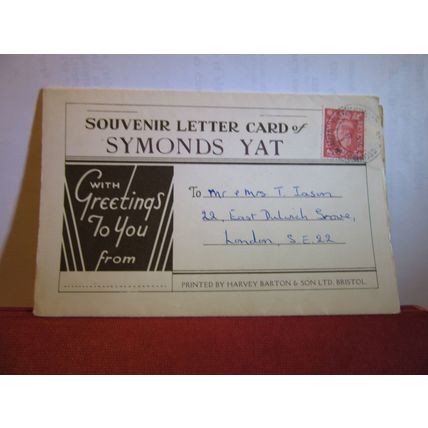 SOUVENIR LETTER CARD of
SYMONDS YAT
WITH
Greetings
To You
from
To Mr & Mrs T. Jason
22, East Dulwich Grove,
London, S.E.22
PRINTED BY HARVEY BARTON & SON LTD. BRISTOL.